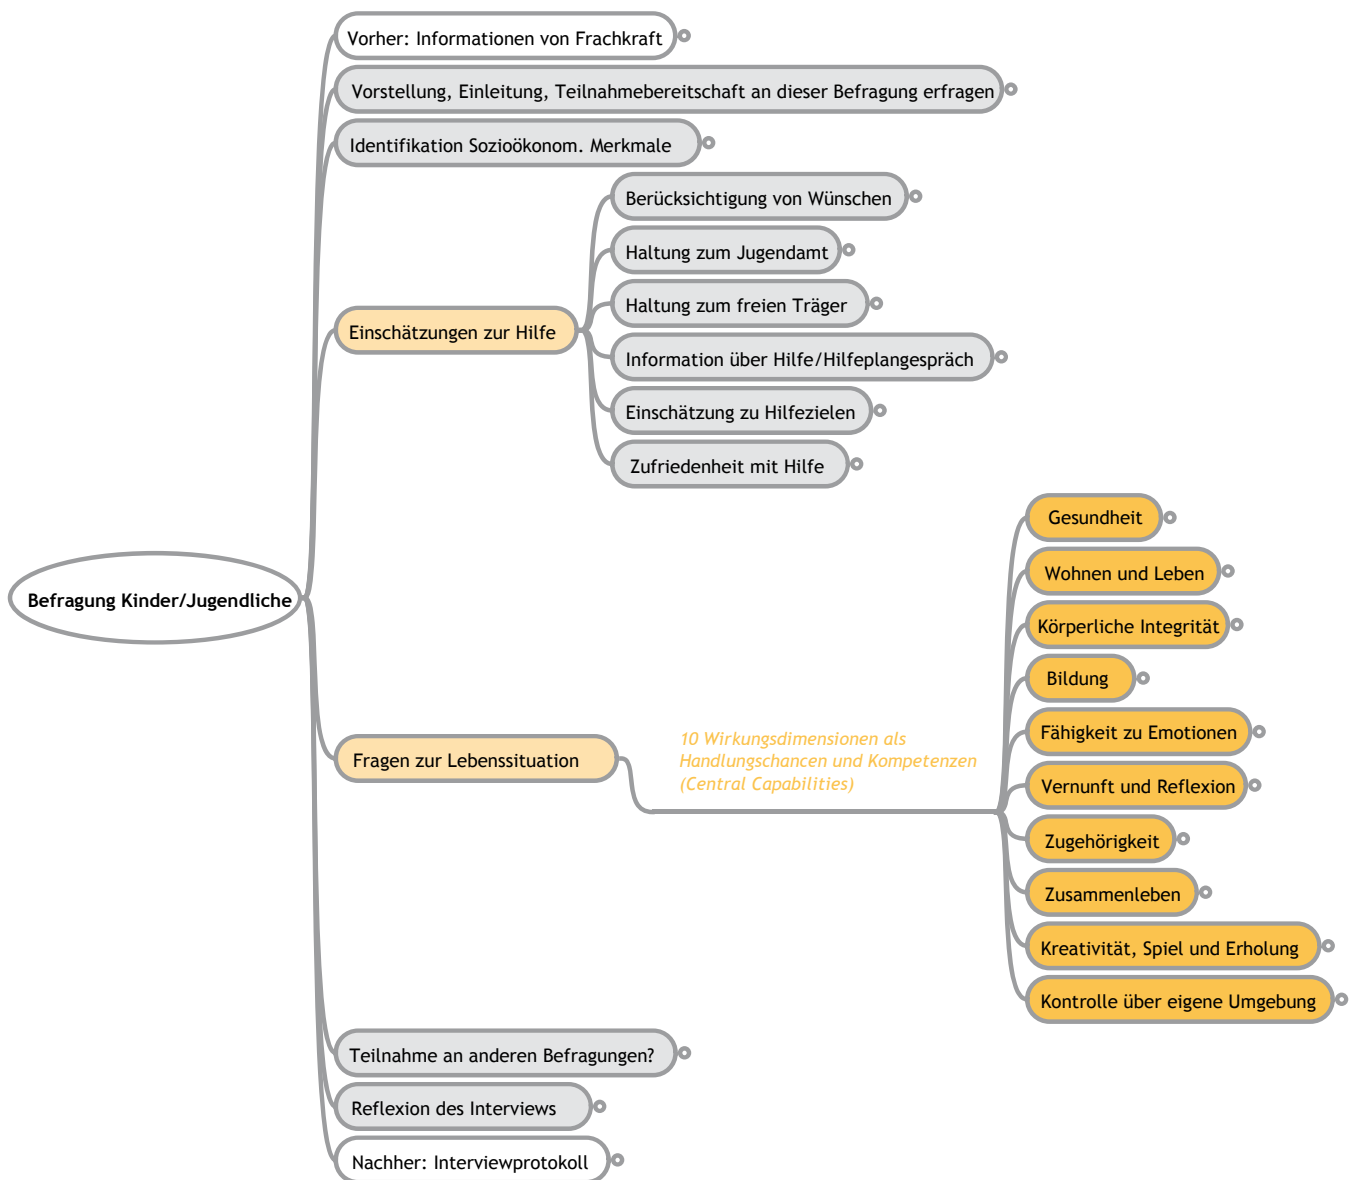 Vorher: Informationen von Frachkraft
Vorstellung, Einleitung, Teilnahmebereitschaft an dieser Befragung erfragen
Identifikation Sozioökonom. Merkmale
Berücksichtigung von Wünschen
Haltung zum Jugendamt
Haltung zum freien Träger
Einschätzungen zur Hilfe
Information über Hilfe/Hilfeplangespräch
Einschätzung zu Hilfezielen
Zufriedenheit mit Hilfe
Befragung Kinder/Jugendliche
Gesundheit
Wohnen und Leben
Körperliche Integrität
Bildung
Fähigkeit zu Emotionen
Fragen zur Lebenssituation
10 Wirkungsdimensionen als
Handlungschancen und Kompetenzen
(Central Capabilities)
Vernunft und Reflexion
Zugehörigkeit
Zusammenleben
Kreativität, Spiel und Erholung
Kontrolle über eigene Umgebung
Teilnahme an anderen Befragungen?
Reflexion des Interviews
Nachher: Interviewprotokoll